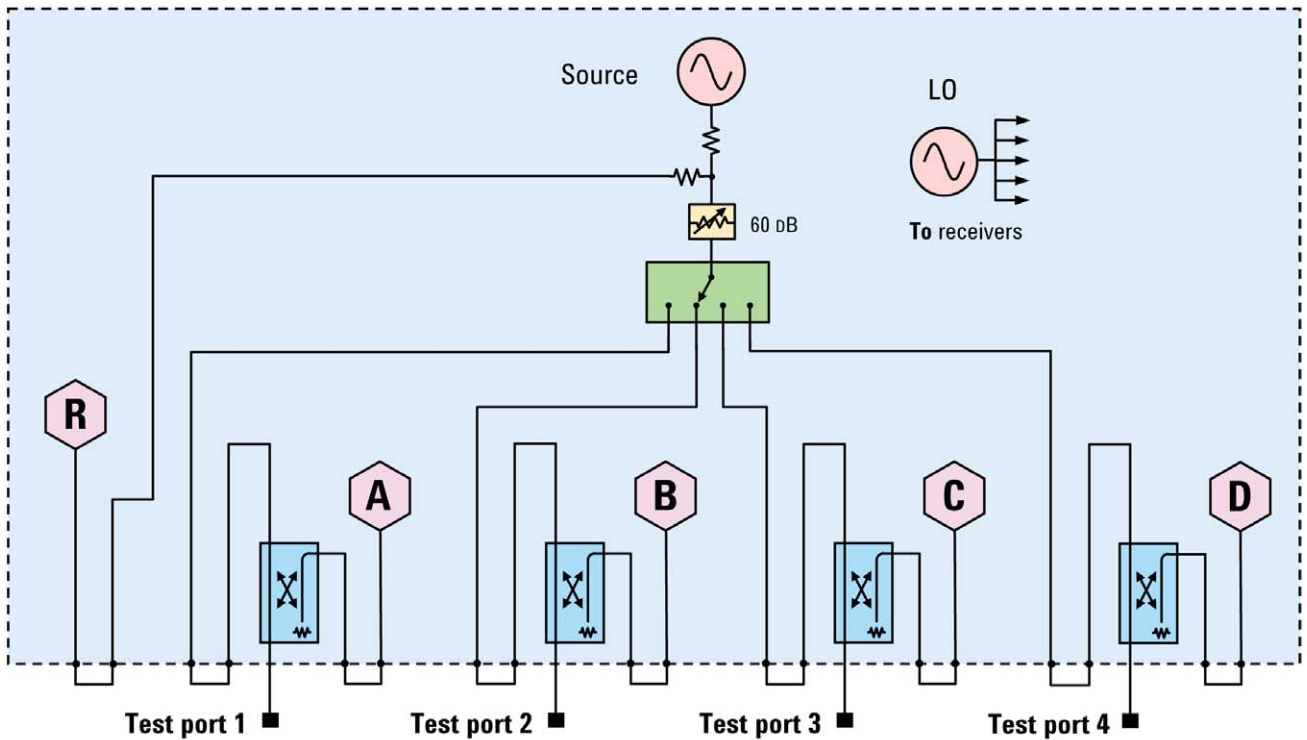 Source
LO
60 DB
To receivers
R
A
B
C
D
Test port 1
Test port 2
Test port 3
Test port 4